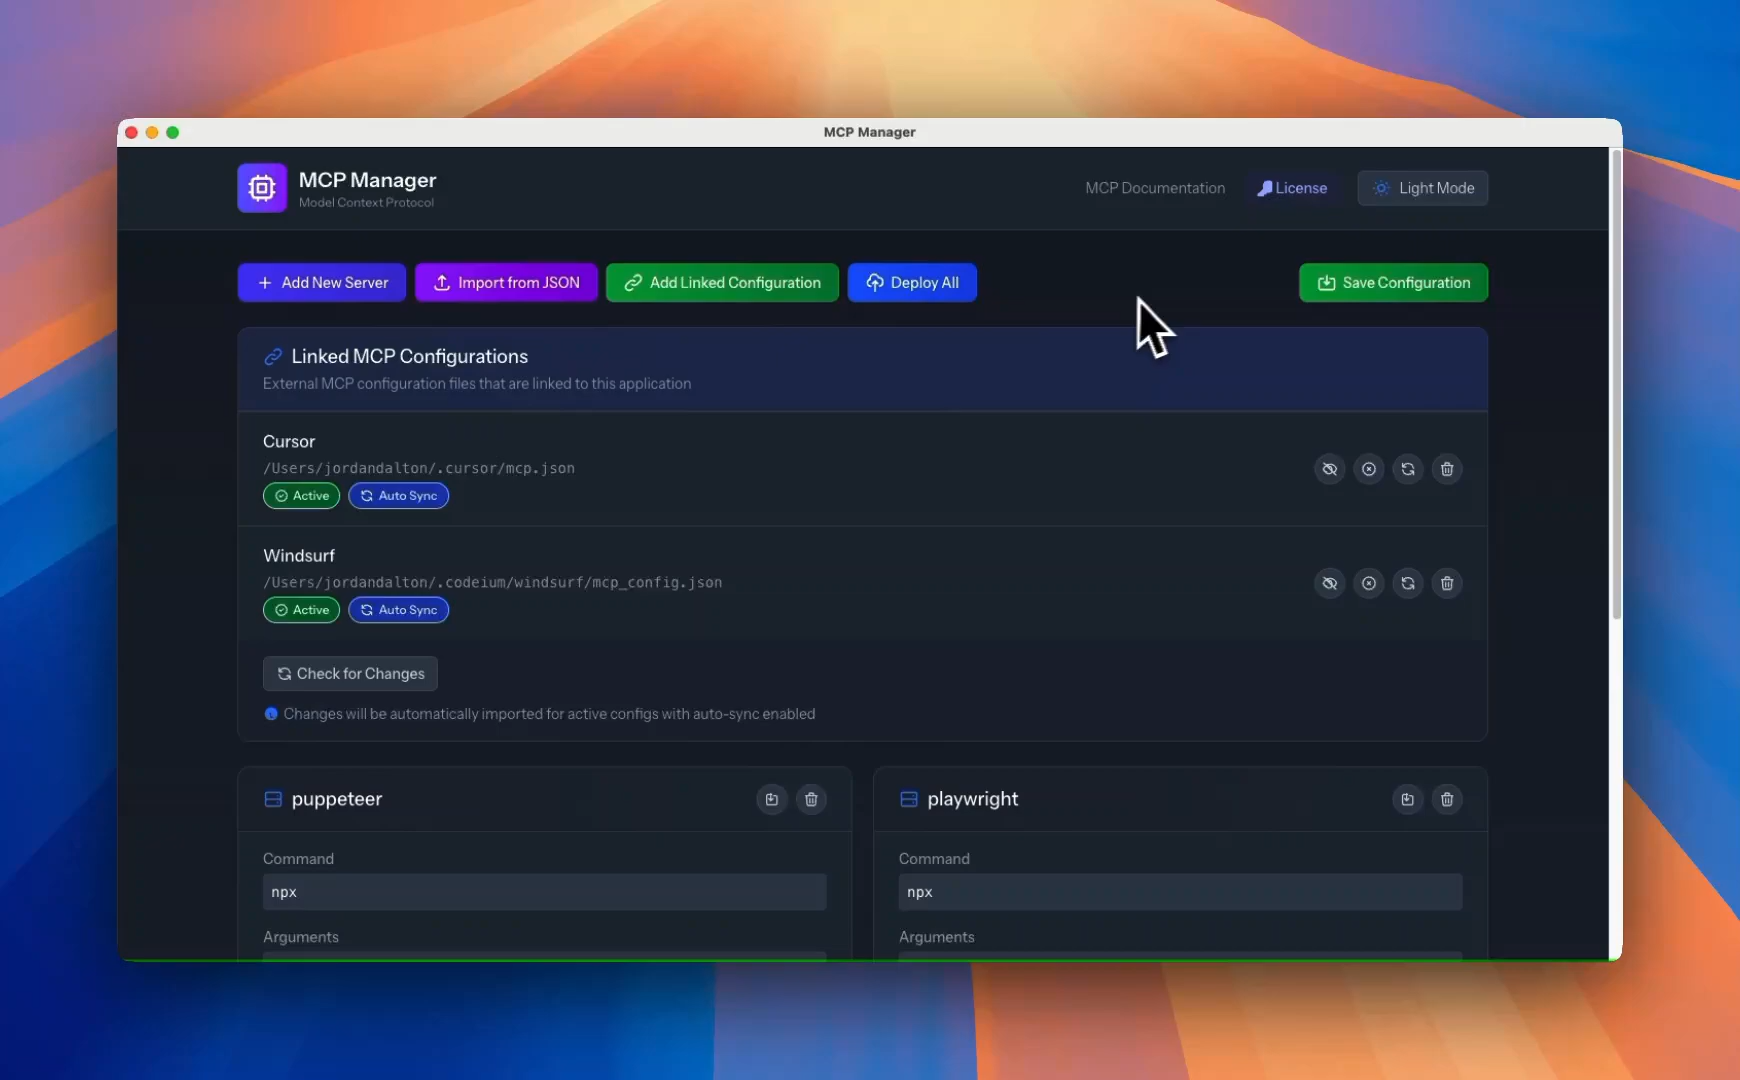 MCP Manager
MCP Manager
Model Context Protocol
MCP Documentation
License
Light Mode
Add New Server
Import from JSON
Add Linked Configuration
Deploy All
Save Configuration
Linked MCP Configurations
External MCP configuration files that are linked to this application
Cursor
/Users/jordandalton/.cursor/mcp.json
Active
Auto Sync
Windsurf
/Users/jordandalton/.codeium/windsurf/mcp_config.json
Active
Auto Sync
Check for Changes
Changes will be automatically imported for active configs with auto-sync enabled
puppeteer
Command
npx
Arguments
playwright
Command
npx
Arguments